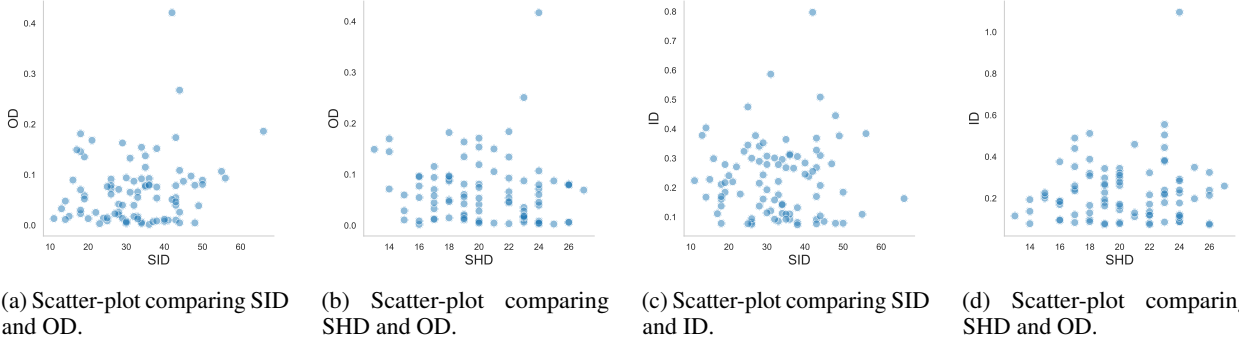 0.4
0.3
0.2
0.1
0.0
OD
10 20 30 40 50 60
SID
0.4
0.3
0.2
0.1
0.0
OD
14 16 18 20 22 24 26
SHD
0.8
0.7
0.6
0.5
0.4
0.3
0.2
0.1
ID
10 20 30 40 50 60
SID
1.0
0.8
0.6
0.4
0.2
ID
14 16 18 20 22 24 26
SHD
(a) Scatter-plot comparing SID
and OD.
(b) Scatter-plot comparing
SHD and OD.
(c) Scatter-plot comparing SID
and ID.
(d) Scatter-plot comparing
SHD and OD.